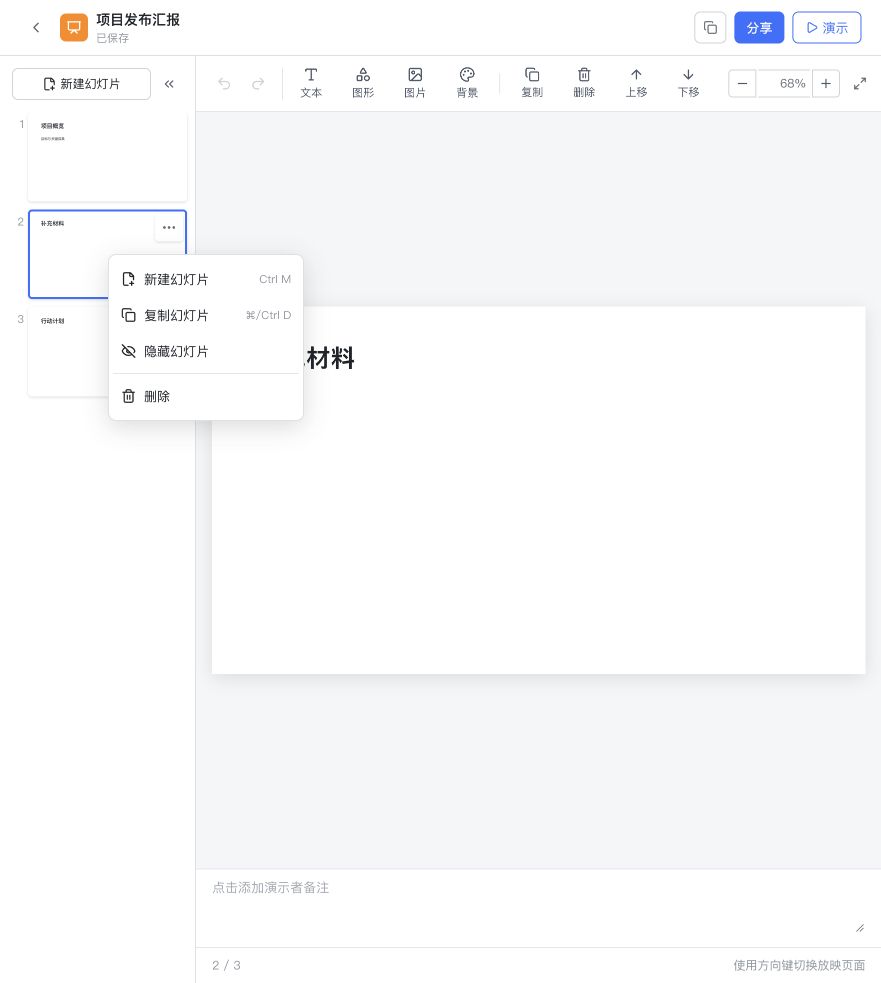 项目发布汇报
已保存
分享
演示
新建幻灯片
文本
图形
图片
背景
复制
删除
上移
下移
68%
1
项目概览
2
补充材料
3
行动计划
新建幻灯片 Ctrl M
复制幻灯片 ⌘/Ctrl D
隐藏幻灯片
删除
材料
点击添加演示者备注
2 / 3
使用方向键切换放映页面